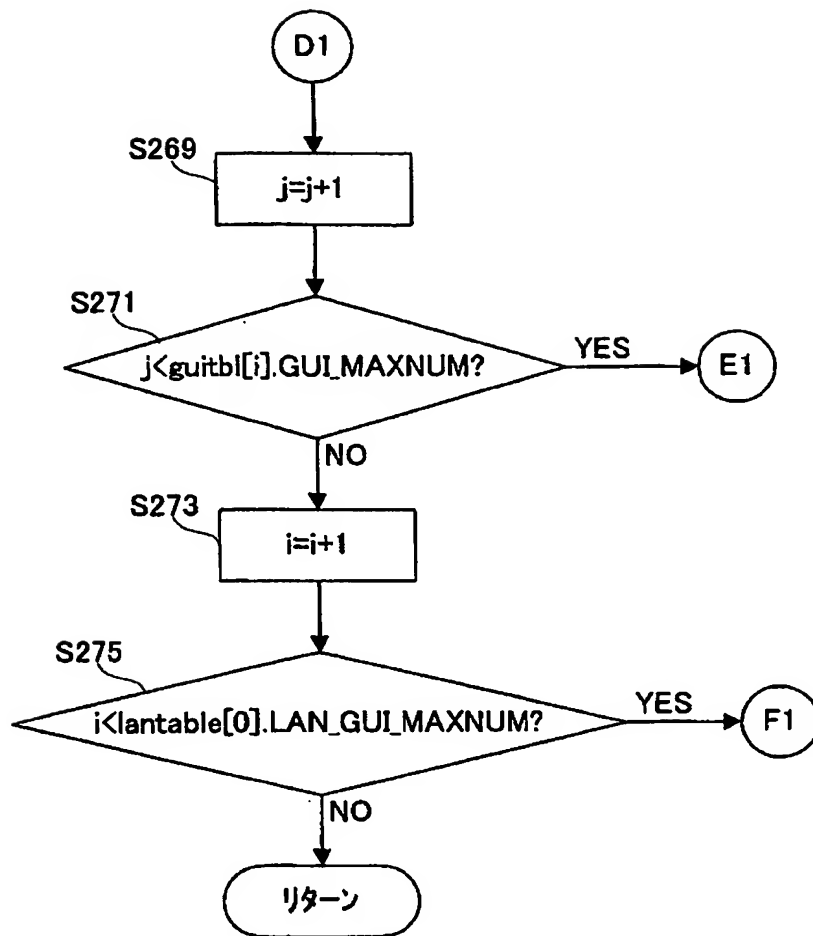 D1
S269
j=j+1
S271
j<guitbl[i].GUI_MAXNUM?
YES
E1
NO
S273
i=i+1
S275
i<lantable[0].LAN_GUI_MAXNUM?
YES
F1
NO
リターン